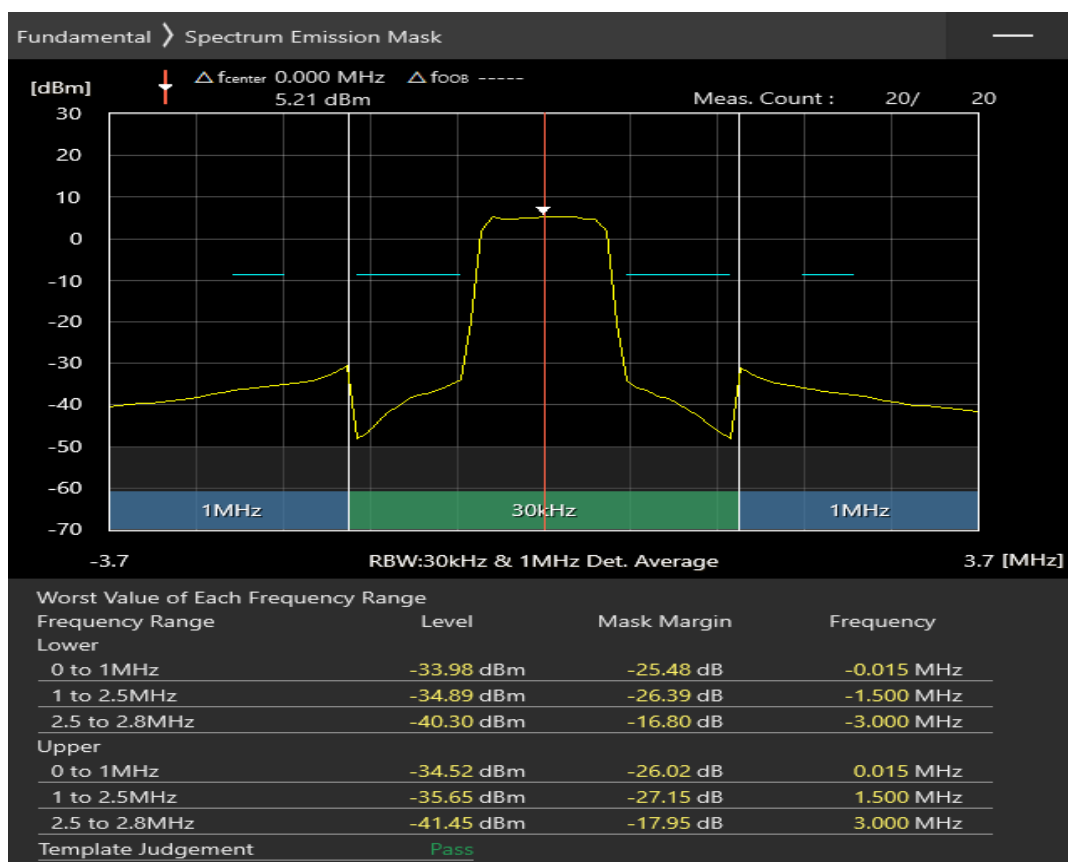 Fundamental ❯ Spectrum Emission Mask
△ fcenter 0.000 MHz △ fOOB -----
[dBm] 5.21 dBm Meas. Count : 20/ 20
30
20
10
0
-10
-20
-30
-40
-50
-60
1MHz 30kHz 1MHz
-70
-3.7 RBW:30kHz & 1MHz Det. Average 3.7 [MHz]
Worst Value of Each Frequency Range
Frequency Range Level Mask Margin Frequency
Lower
0 to 1MHz -33.98 dBm -25.48 dB -0.015 MHz
1 to 2.5MHz -34.89 dBm -26.39 dB -1.500 MHz
2.5 to 2.8MHz -40.30 dBm -16.80 dB -3.000 MHz
Upper
0 to 1MHz -34.52 dBm -26.02 dB 0.015 MHz
1 to 2.5MHz -35.65 dBm -27.15 dB 1.500 MHz
2.5 to 2.8MHz -41.45 dBm -17.95 dB 3.000 MHz
Template Judgement Pass